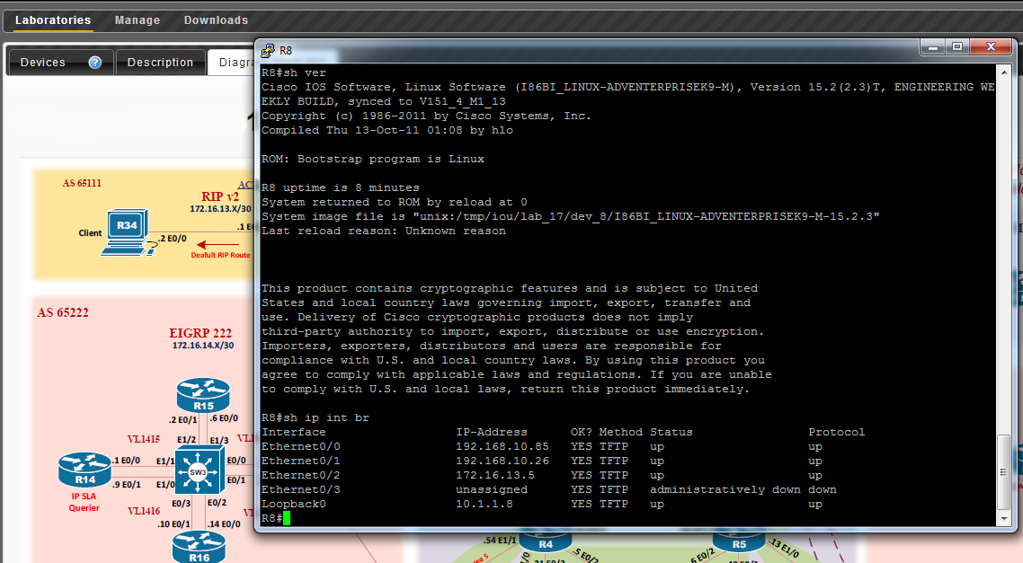 Laboratories Manage Downloads
Devices ? Description
R8
R8#sh ver
Cisco IOS Software, Linux Software (I86BI_LINUX-ADVENTERPRISEK9-M), Version 15.2(2.3)T, ENGINEERING WE
EKLY BUILD, synced to V151_4_M1_13
Copyright (c) 1986-2011 by Cisco Systems, Inc.
Compiled Thu 13-Oct-11 01:08 by hlo
ROM: Bootstrap program is Linux
R8 uptime is 8 minutes
System returned to ROM by reload at 0
System image file is "unix:/tmp/iou/lab_17/dev_8/I86BI_LINUX-ADVENTERPRISEK9-M-15.2.3"
Last reload reason: Unknown reason
This product contains cryptographic features and is subject to United
States and local country laws governing import, export, transfer and
use. Delivery of Cisco cryptographic products does not imply
third-party authority to import, export, distribute or use encryption.
Importers, exporters, distributors and users are responsible for
compliance with U.S. and local country laws. By using this product you
agree to comply with applicable laws and regulations. If you are unable
to comply with U.S. and local laws, return this product immediately.
R8#sh ip int br
Interface IP-Address OK? Method Status Protocol
Ethernet0/0 192.168.10.85 YES TFTP up up
Ethernet0/1 192.168.10.26 YES TFTP up up
Ethernet0/2 172.16.13.5 YES TFTP up up
Ethernet0/3 unassigned YES TFTP administratively down down
Loopback0 10.1.1.8 YES TFTP up up
R8#
AS 65111
RIP v2
172.16.13.X/30
R34
Client
.2 E0/0
Deafult RIP Route
AS 65222
EIGRP 222
172.16.14.X/30
R15
.2 E0/1 .6 E0/0
VL1415 E1/2 E1/3
.1 E0/0 E1/1 SW3 E0/0
R14 .9 E0/1 E1/0 E0/1
IP SLA
Querier
E0/3 E0/2
VL1416
.10 E0/1 .14 E0/0
R16
.54 E1/1 R4 .5 E0/2
.6 E0/2 R5 .13 E1/0